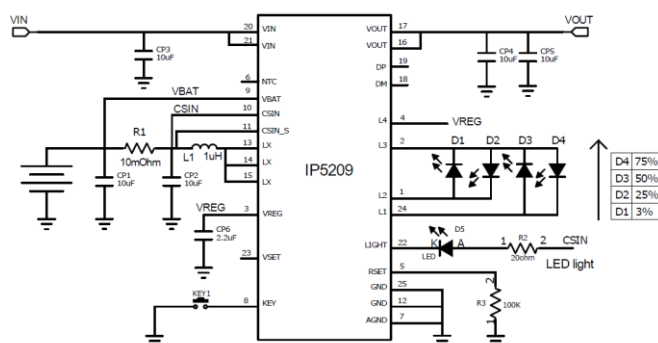 VIN
20
VIN
21
VIN
CP3
10uF
6
NTC
VBAT
9
VBAT
CSIN
10
CSIN
11
CSIN_S
R1
10mOhm
L1
1uH
13
LX
14
LX
15
LX
CP1
10uF
CP2
10uF
VREG
3
VREG
CP6
2.2uF
23
VSET
KEY1
8
KEY
IP5209
VOUT
17
VOUT
VOUT
16
CP4
10uF
CP5
10uF
DP
19
DM
18
L4
4
VREG
L3
2
D1
D2
D3
D4
L2
1
L1
24
D4 75%
D3 50%
D2 25%
D1 3%
LIGHT
22
K
A
D5
LED
1
R2
2
20ohm
CSIN
LED light
RSET
5
GND
25
GND
12
AGND
7
2
R3
100K
1